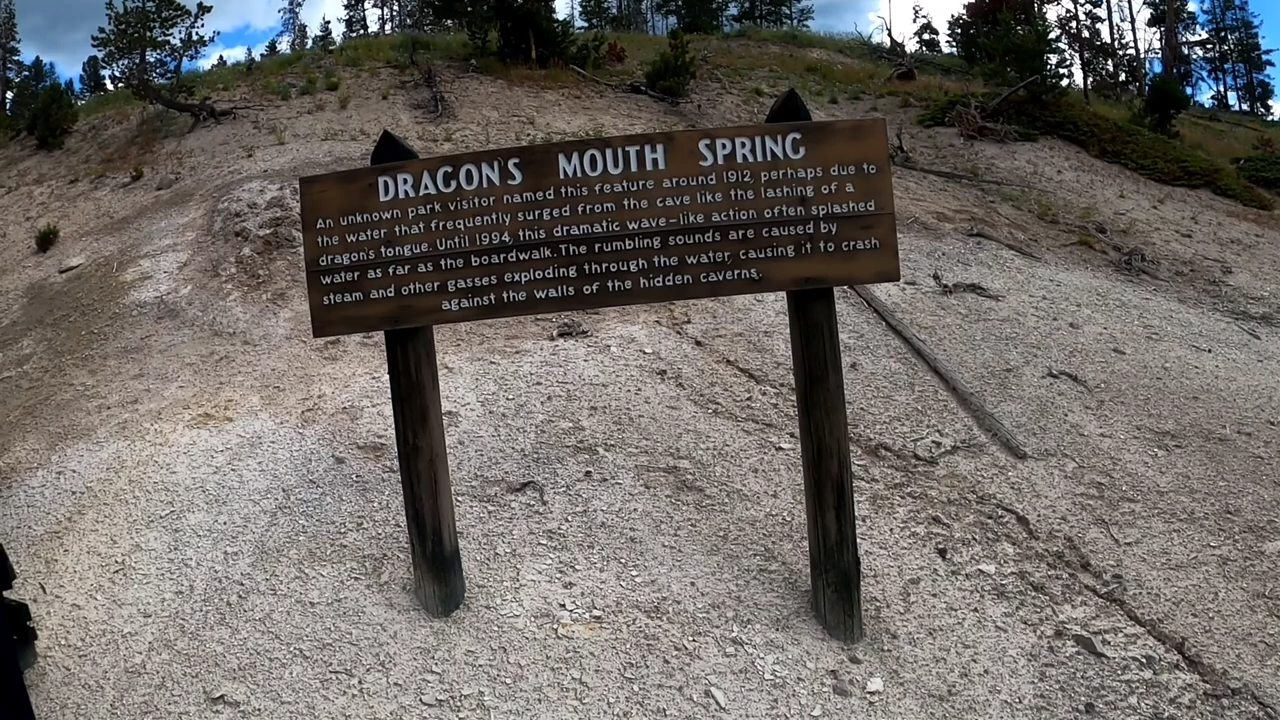 DRAGON'S MOUTH SPRING
An unknown park visitor named this feature around 1912, perhaps due to
the water that frequently surged from the cave like the lashing of a
dragon's tongue. Until 1994, this dramatic wave-like action often splashed
water as far as the boardwalk. The rumbling sounds are caused by
steam and other gasses exploding through the water, causing it to crash
against the walls of the hidden caverns.